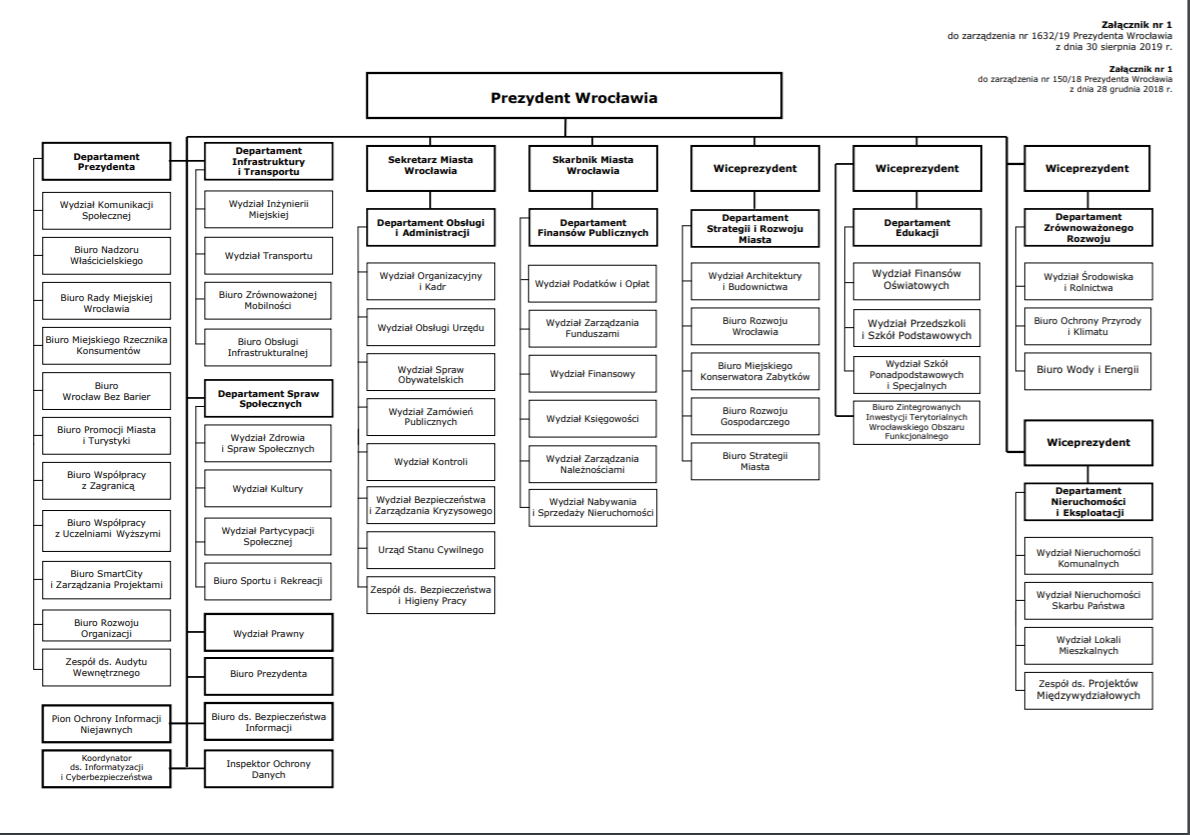 Załącznik nr 1
do zarządzenia nr 1632/19 Prezydenta Wrocławia
z dnia 30 sierpnia 2019 r.
Załącznik nr 1
do zarządzenia nr 150/18 Prezydenta Wrocławia
z dnia 28 grudnia 2018 r.
Prezydent Wrocławia
Departament
Prezydenta
Wydział Komunikacji
Społecznej
Biuro Nadzoru
Właścicielskiego
Biuro Rady Miejskiej
Wrocławia
Biuro Miejskiego Rzecznika
Konsumentów
Biuro
Wrocław Bez Barier
Biuro Promocji Miasta
i Turystyki
Biuro Współpracy
z Zagranicą
Biuro Współpracy
z Uczelniami Wyższymi
Biuro SmartCity
i Zarządzania Projektami
Biuro Rozwoju
Organizacji
Zespół ds. Audytu
Wewnętrznego
Pion Ochrony Informacji
Niejawnych
Koordynator
ds. Informatyzacji
i Cyberbezpieczeństwa
Departament
Infrastruktury
i Transportu
Wydział Inżynierii
Miejskiej
Wydział Transportu
Biuro Zrównoważonej
Mobilności
Biuro Obsługi
Infrastrukturalnej
Departament Spraw
Społecznych
Wydział Zdrowia
i Spraw Społecznych
Wydział Kultury
Wydział Partycypacji
Społecznej
Biuro Sportu i Rekreacji
Wydział Prawny
Biuro Prezydenta
Biuro ds. Bezpieczeństwa
Informacji
Inspektor Ochrony
Danych
Sekretarz Miasta
Wrocławia
Departament Obsługi
i Administracji
Wydział Organizacyjny
i Kadr
Wydział Obsługi Urzędu
Wydział Spraw
Obywatelskich
Wydział Zamówień
Publicznych
Wydział Kontroli
Wydział Bezpieczeństwa
i Zarządzania Kryzysowego
Urząd Stanu Cywilnego
Zespół ds. Bezpieczeństwa
i Higieny Pracy
Skarbnik Miasta
Wrocławia
Departament
Finansów Publicznych
Wydział Podatków i Opłat
Wydział Zarządzania
Funduszami
Wydział Finansowy
Wydział Księgowości
Wydział Zarządzania
Należnościami
Wydział Nabywania
i Sprzedaży Nieruchomości
Wiceprezydent
Departament
Strategii i Rozwoju
Miasta
Wydział Architektury
i Budownictwa
Biuro Rozwoju
Wrocławia
Biuro Miejskiego
Konserwatora Zabytków
Biuro Rozwoju
Gospodarczego
Biuro Strategii
Miasta
Wiceprezydent
Departament
Edukacji
Wydział Finansów
Oświatowych
Wydział Przedszkoli
i Szkół Podstawowych
Wydział Szkół
Ponadpodstawowych
i Specjalnych
Biuro Zintegrowanych
Inwestycji Terytorialnych
Wrocławskiego Obszaru
Funkcjonalnego
Wiceprezydent
Departament
Zrównoważonego
Rozwoju
Wydział Środowiska
i Rolnictwa
Biuro Ochrony Przyrody
i Klimatu
Biuro Wody i Energii
Wiceprezydent
Departament
Nieruchomości
i Eksploatacji
Wydział Nieruchomości
Komunalnych
Wydział Nieruchomości
Skarbu Państwa
Wydział Lokali
Mieszkalnych
Zespół ds. Projektów
Międzywydziałowych